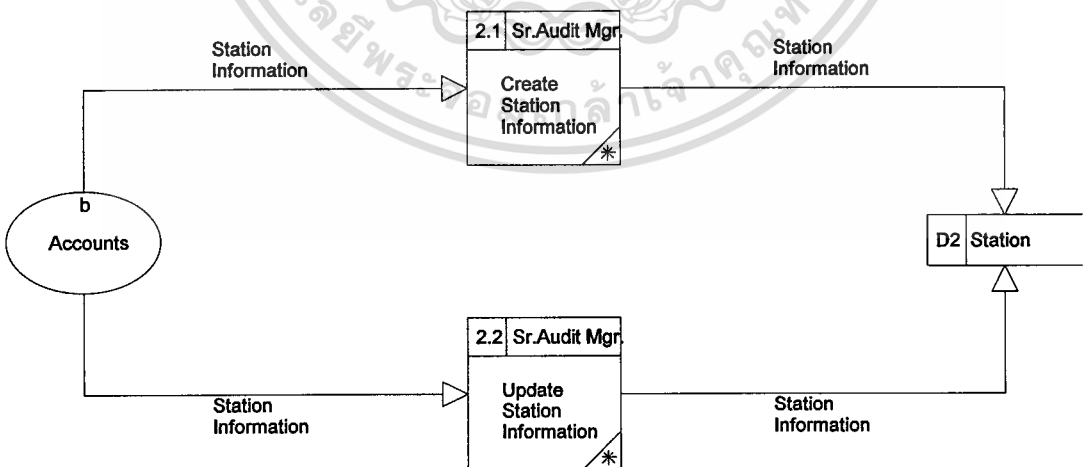 2.1 Sr.Audit Mgr.
Station
Information
Station
Information
Create
Station
Information
*
b
Accounts
D2 Station
2.2 Sr.Audit Mgr.
Update
Station
Information
*
Station
Information
Station
Information